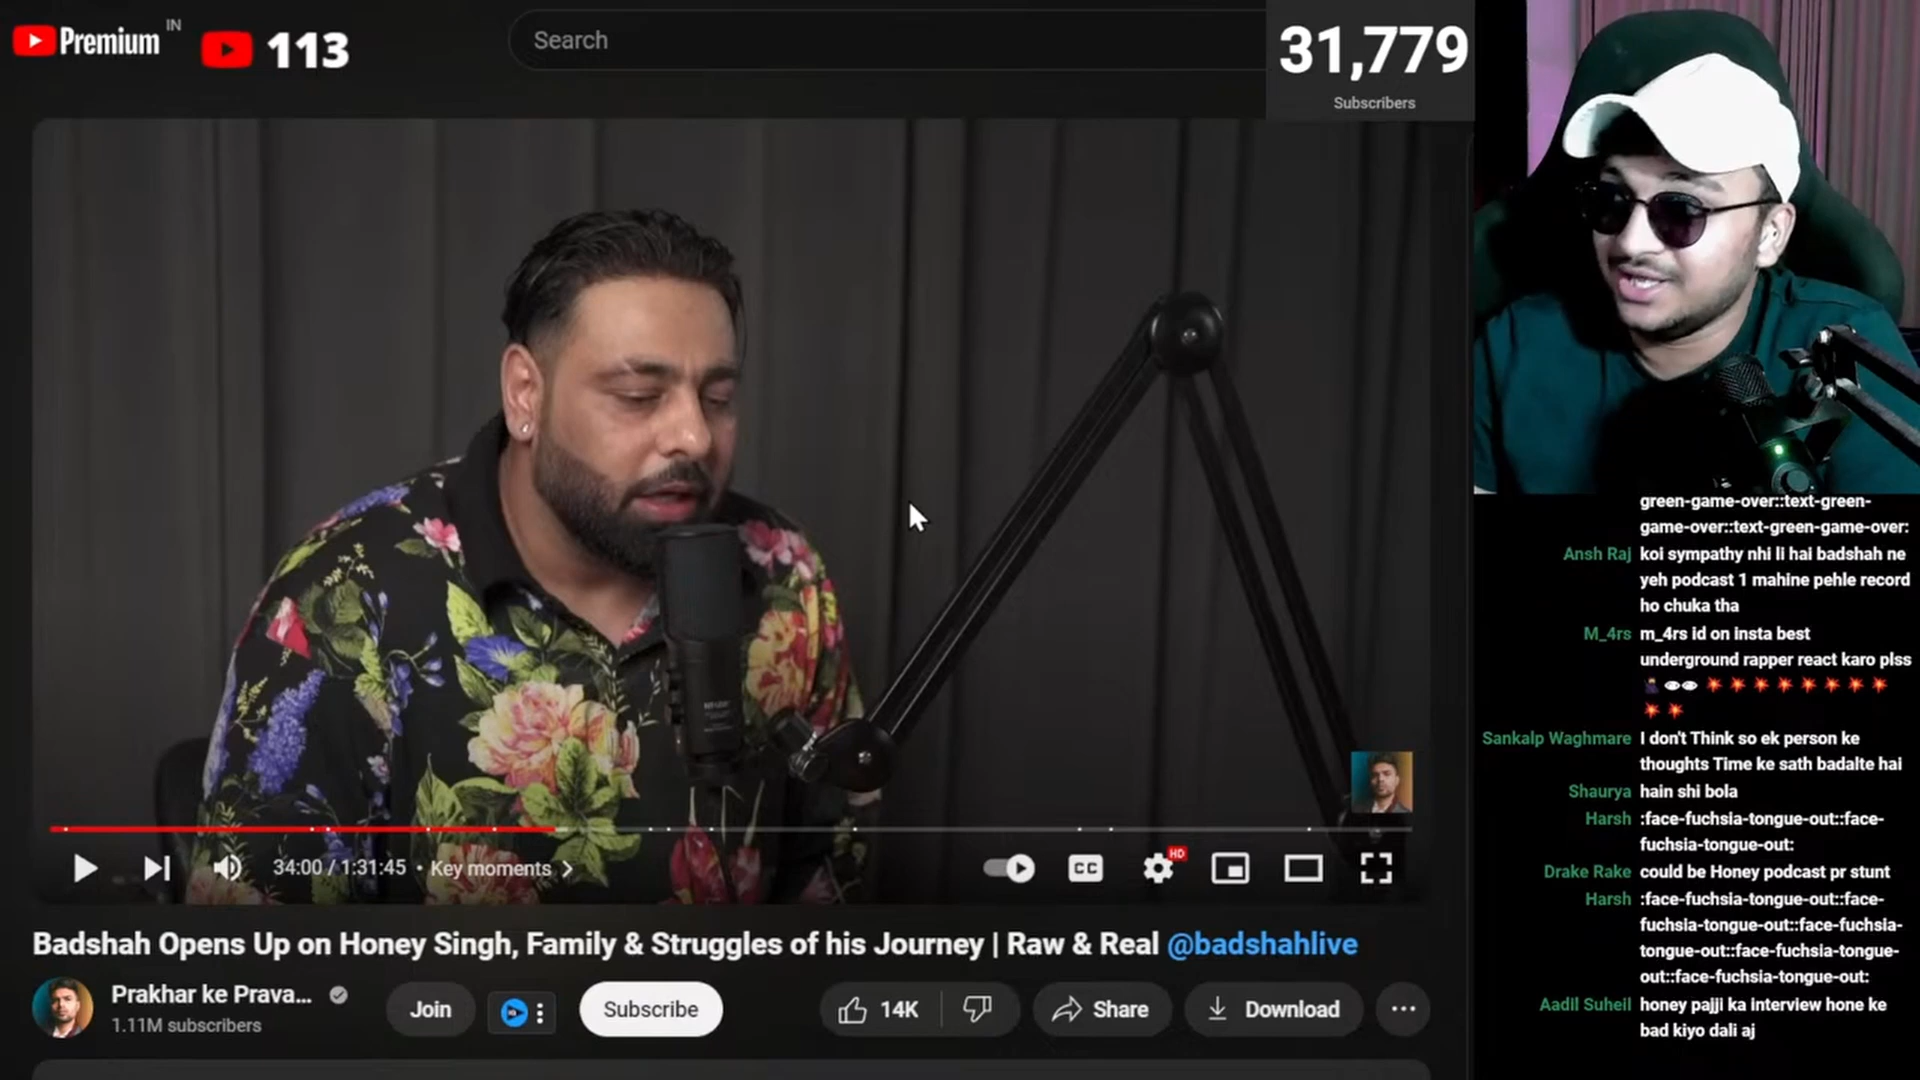 Premium IN
113
Search
31,779
Subscribers
green-game-over::text-green-
game-over::text-green-game-over:
Ansh Raj koi sympathy nhi li hai badshah ne
yeh podcast 1 mahine pehle record
ho chuka tha
M_4rs m_4rs id on insta best
underground rapper react karo plss
Sankalp Waghmare I don't Think so ek person ke
thoughts Time ke sath badalte hai
Shaurya hain shi bola
Harsh :face-fuchsia-tongue-out::face-
fuchsia-tongue-out:
Drake Rake could be Honey podcast pr stunt
Harsh :face-fuchsia-tongue-out::face-
fuchsia-tongue-out::face-fuchsia-
tongue-out::face-fuchsia-tongue-
out::face-fuchsia-tongue-out:
Aadil Suheil honey pajji ka interview hone ke
bad kiyo dali aj
34:00 / 1:31:45 • Key moments
CC
HD
Badshah Opens Up on Honey Singh, Family & Struggles of his Journey | Raw & Real @badshahlive
Prakhar ke Prava...
1.11M subscribers
Join
Subscribe
14K
Share
Download